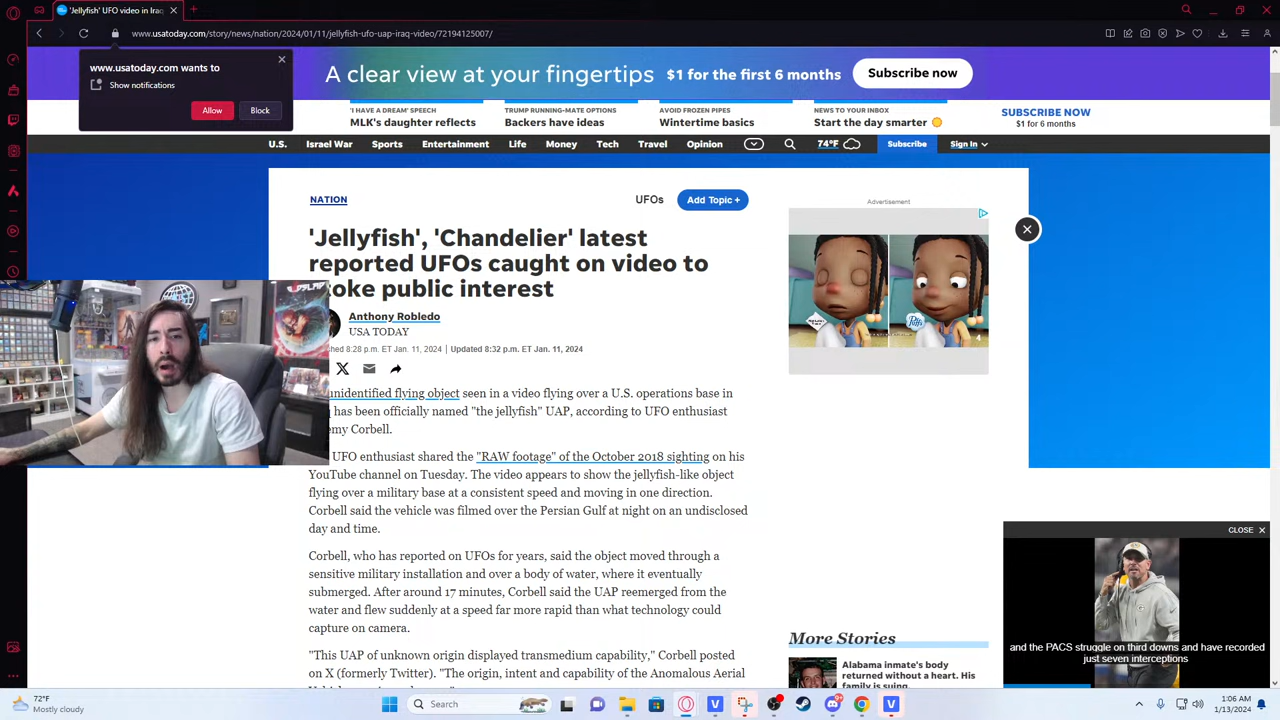 'Jellyfish' UFO video in Iraq
www.usatoday.com/story/news/nation/2024/01/11/jellyfish-ufo-uap-iraq-video/72194125007/
www.usatoday.com wants to
Show notifications
Allow
Block
A clear view at your fingertips
$1 for the first 6 months
Subscribe now
'I HAVE A DREAM' SPEECH
MLK's daughter reflects
TRUMP RUNNING-MATE OPTIONS
Backers have ideas
AVOID FROZEN PIPES
Wintertime basics
NEWS TO YOUR INBOX
Start the day smarter
SUBSCRIBE NOW
$1 for 6 months
U.S.
Israel War
Sports
Entertainment
Life
Money
Tech
Travel
Opinion
74°F
Subscribe
Sign In
NATION
UFOs
Add Topic +
'Jellyfish', 'Chandelier' latest
reported UFOs caught on video to
oke public interest
Anthony Robledo
USA TODAY
hed 8:28 p.m. ET Jan. 11, 2024 | Updated 8:32 p.m. ET Jan. 11, 2024
unidentified flying object seen in a video flying over a U.S. operations base in
has been officially named "the jellyfish" UAP, according to UFO enthusiast
emy Corbell.
UFO enthusiast shared the "RAW footage" of the October 2018 sighting on his
YouTube channel on Tuesday. The video appears to show the jellyfish-like object
flying over a military base at a consistent speed and moving in one direction.
Corbell said the vehicle was filmed over the Persian Gulf at night on an undisclosed
day and time.
Corbell, who has reported on UFOs for years, said the object moved through a
sensitive military installation and over a body of water, where it eventually
submerged. After around 17 minutes, Corbell said the UAP reemerged from the
water and flew suddenly at a speed far more rapid than what technology could
capture on camera.
"This UAP of unknown origin displayed transmedium capability," Corbell posted
on X (formerly Twitter). "The origin, intent and capability of the Anomalous Aerial
Advertisement
More Stories
Alabama inmate's body
returned without a heart. His
family is suing.
CLOSE
and the PACS struggle on third downs and have recorded
just seven interceptions
72°F
Mostly cloudy
Search
1:06 AM
1/13/2024